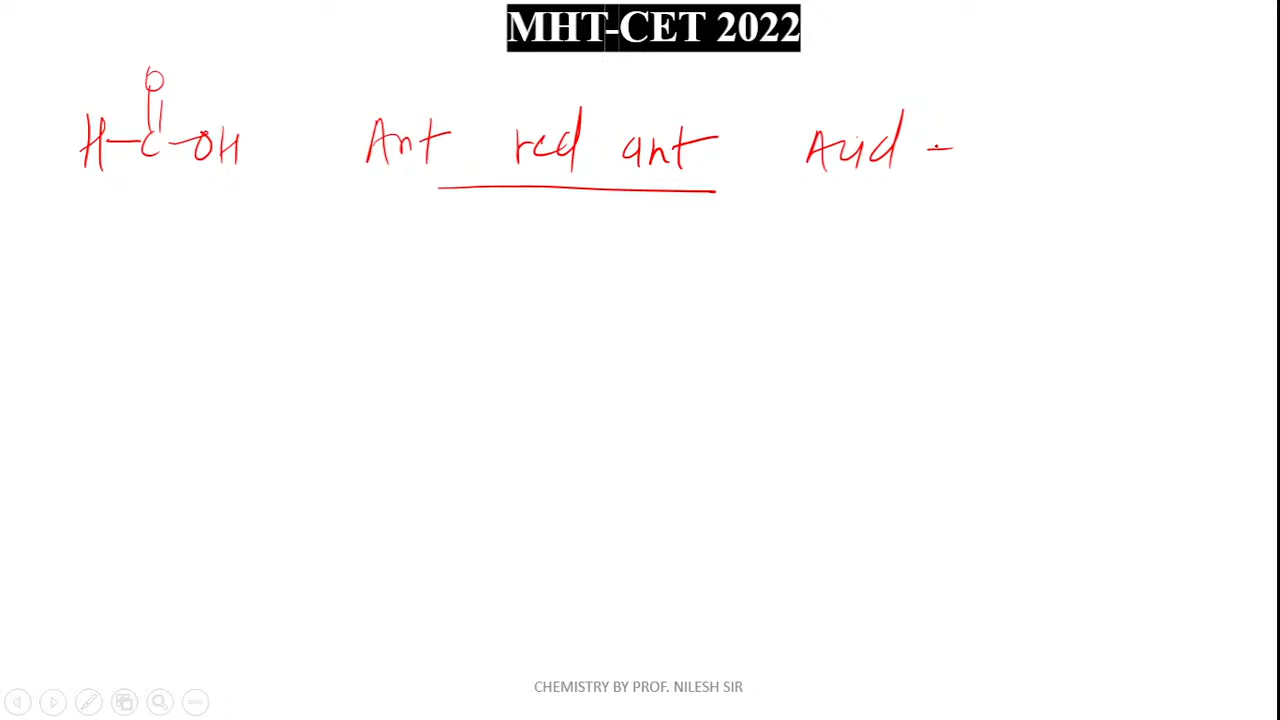 MHT-CET 2022
O
H-C-OH Ant red ant Acid -
CHEMISTRY BY PROF. NILESH SIR